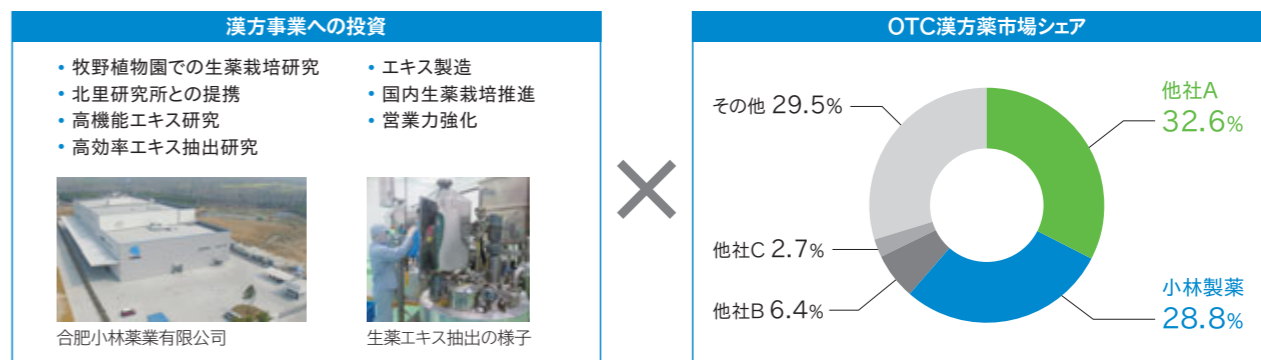 漢方事業への投資
• 牧野植物園での生薬栽培研究
• 北里研究所との提携
• 高機能エキス研究
• 高効率エキス抽出研究
• エキス製造
• 国内生薬栽培推進
• 営業力強化
合肥小林薬業有限公司
生薬エキス抽出の様子
×
OTC漢方薬市場シェア
その他 29.5%
他社A
32.6%
他社C 2.7%
他社B 6.4%
小林製薬
28.8%